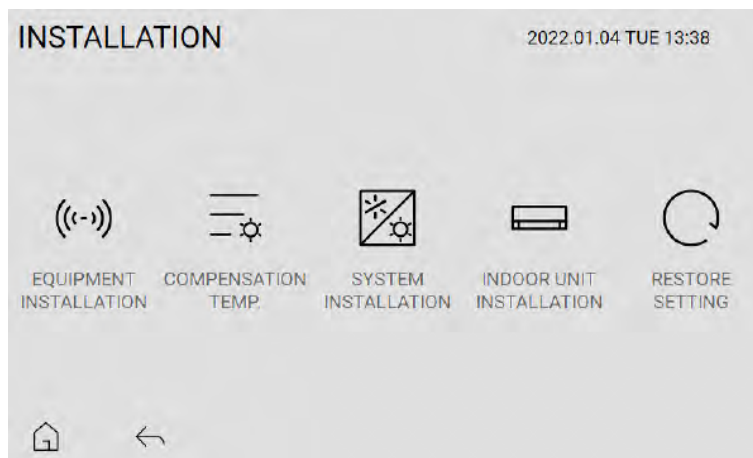 INSTALLATION
2022.01.04 TUE 13:38
EQUIPMENT
INSTALLATION
COMPENSATION
TEMP.
SYSTEM
INSTALLATION
INDOOR UNIT
INSTALLATION
RESTORE
SETTING